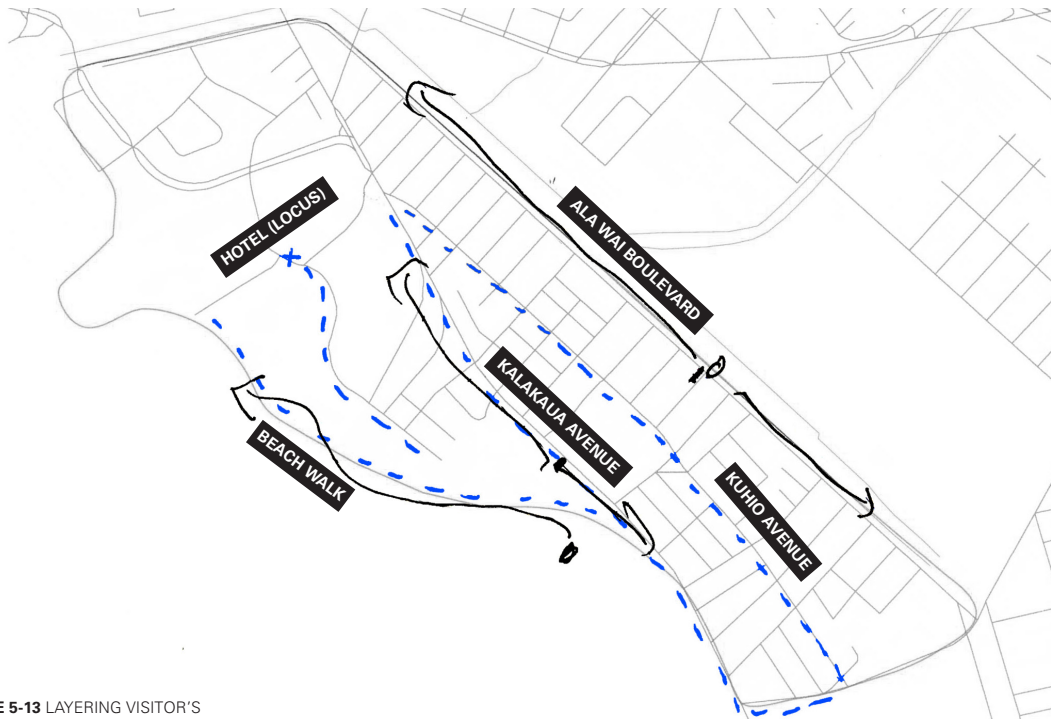 HOTEL (LOCUS)
ALA WAI BOULEVARD
KALAKAUA AVENUE
BEACH WALK
KUHIO AVENUE
E 5-13 LAYERING VISITOR'S